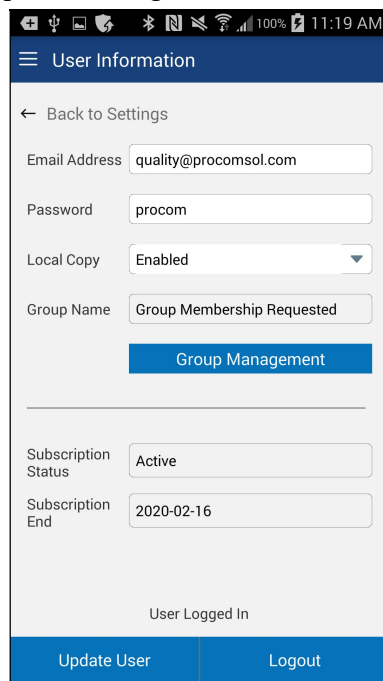 100% 11:19 AM
User Information
← Back to Settings
Email Address quality@procomsol.com
Password procom
Local Copy Enabled
Group Name Group Membership Requested
Group Management
Subscription
Status Active
Subscription
End 2020-02-16
User Logged In
Update User Logout